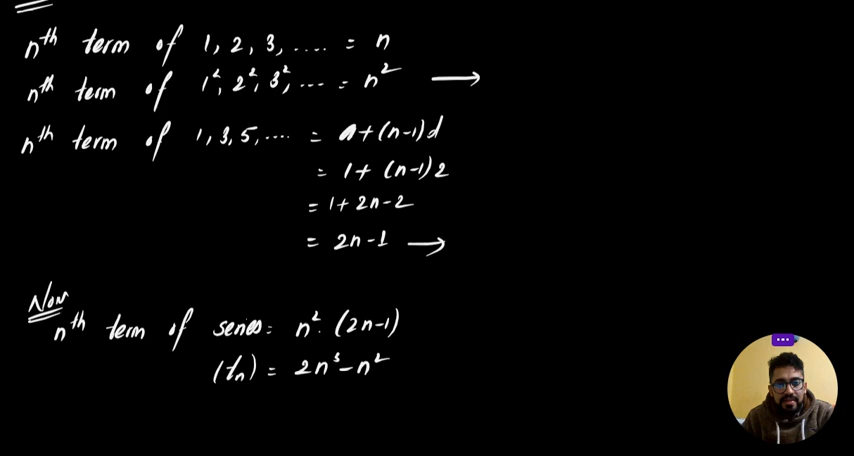 nth term of 1, 2, 3, .... = n
nth term of 1², 2², 3², ... = n² ⟶
nth term of 1, 3, 5, .... = a + (n-1)d
= 1 + (n-1)2
= 1 + 2n - 2
= 2n - 1 ⟶
Now
nth term of series = n² · (2n-1)
(tn) = 2n³ - n²